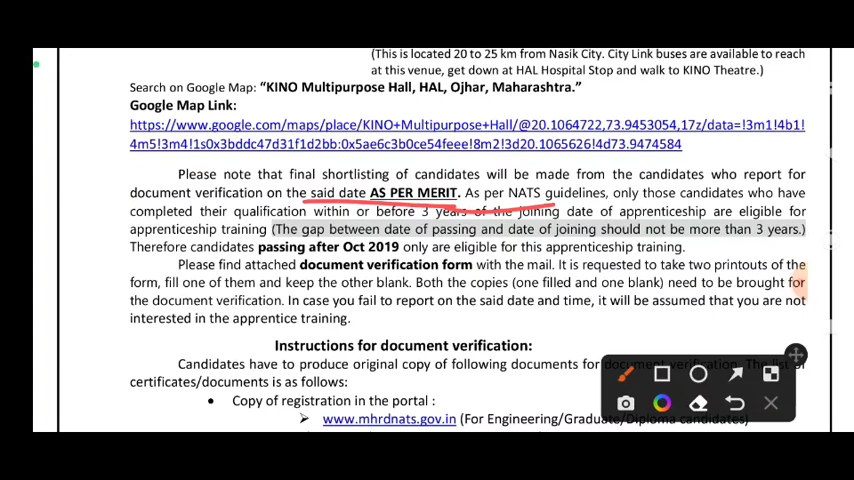 (This is located 20 to 25 km from Nasik City. City Link buses are available to reach
at this venue, get down at HAL Hospital Stop and walk to KINO Theatre.)
Search on Google Map: “KINO Multipurpose Hall, HAL, Ojhar, Maharashtra.”
Google Map Link:
https://www.google.com/maps/place/KINO+Multipurpose+Hall/@20.1064722,73.9453054,17z/data=!3m1!4b1!
4m5!3m4!1s0x3bddc47d31f1d2bb:0x5ae6c3b0ce54feee!8m2!3d20.1065626!4d73.9474584
Please note that final shortlisting of candidates will be made from the candidates who report for
document verification on the said date AS PER MERIT. As per NATS guidelines, only those candidates who have
completed their qualification within or before 3 years of the joining date of apprenticeship are eligible for
apprenticeship training (The gap between date of passing and date of joining should not be more than 3 years.)
Therefore candidates passing after Oct 2019 only are eligible for this apprenticeship training.
Please find attached document verification form with the mail. It is requested to take two printouts of the
form, fill one of them and keep the other blank. Both the copies (one filled and one blank) need to be brought for
the document verification. In case you fail to report on the said date and time, it will be assumed that you are not
interested in the apprentice training.
Instructions for document verification:
Candidates have to produce original copy of following documents for document verification. The list of
certificates/documents is as follows:
• Copy of registration in the portal :
➢ www.mhrdnats.gov.in (For Engineering/Graduate/Diploma candidates)